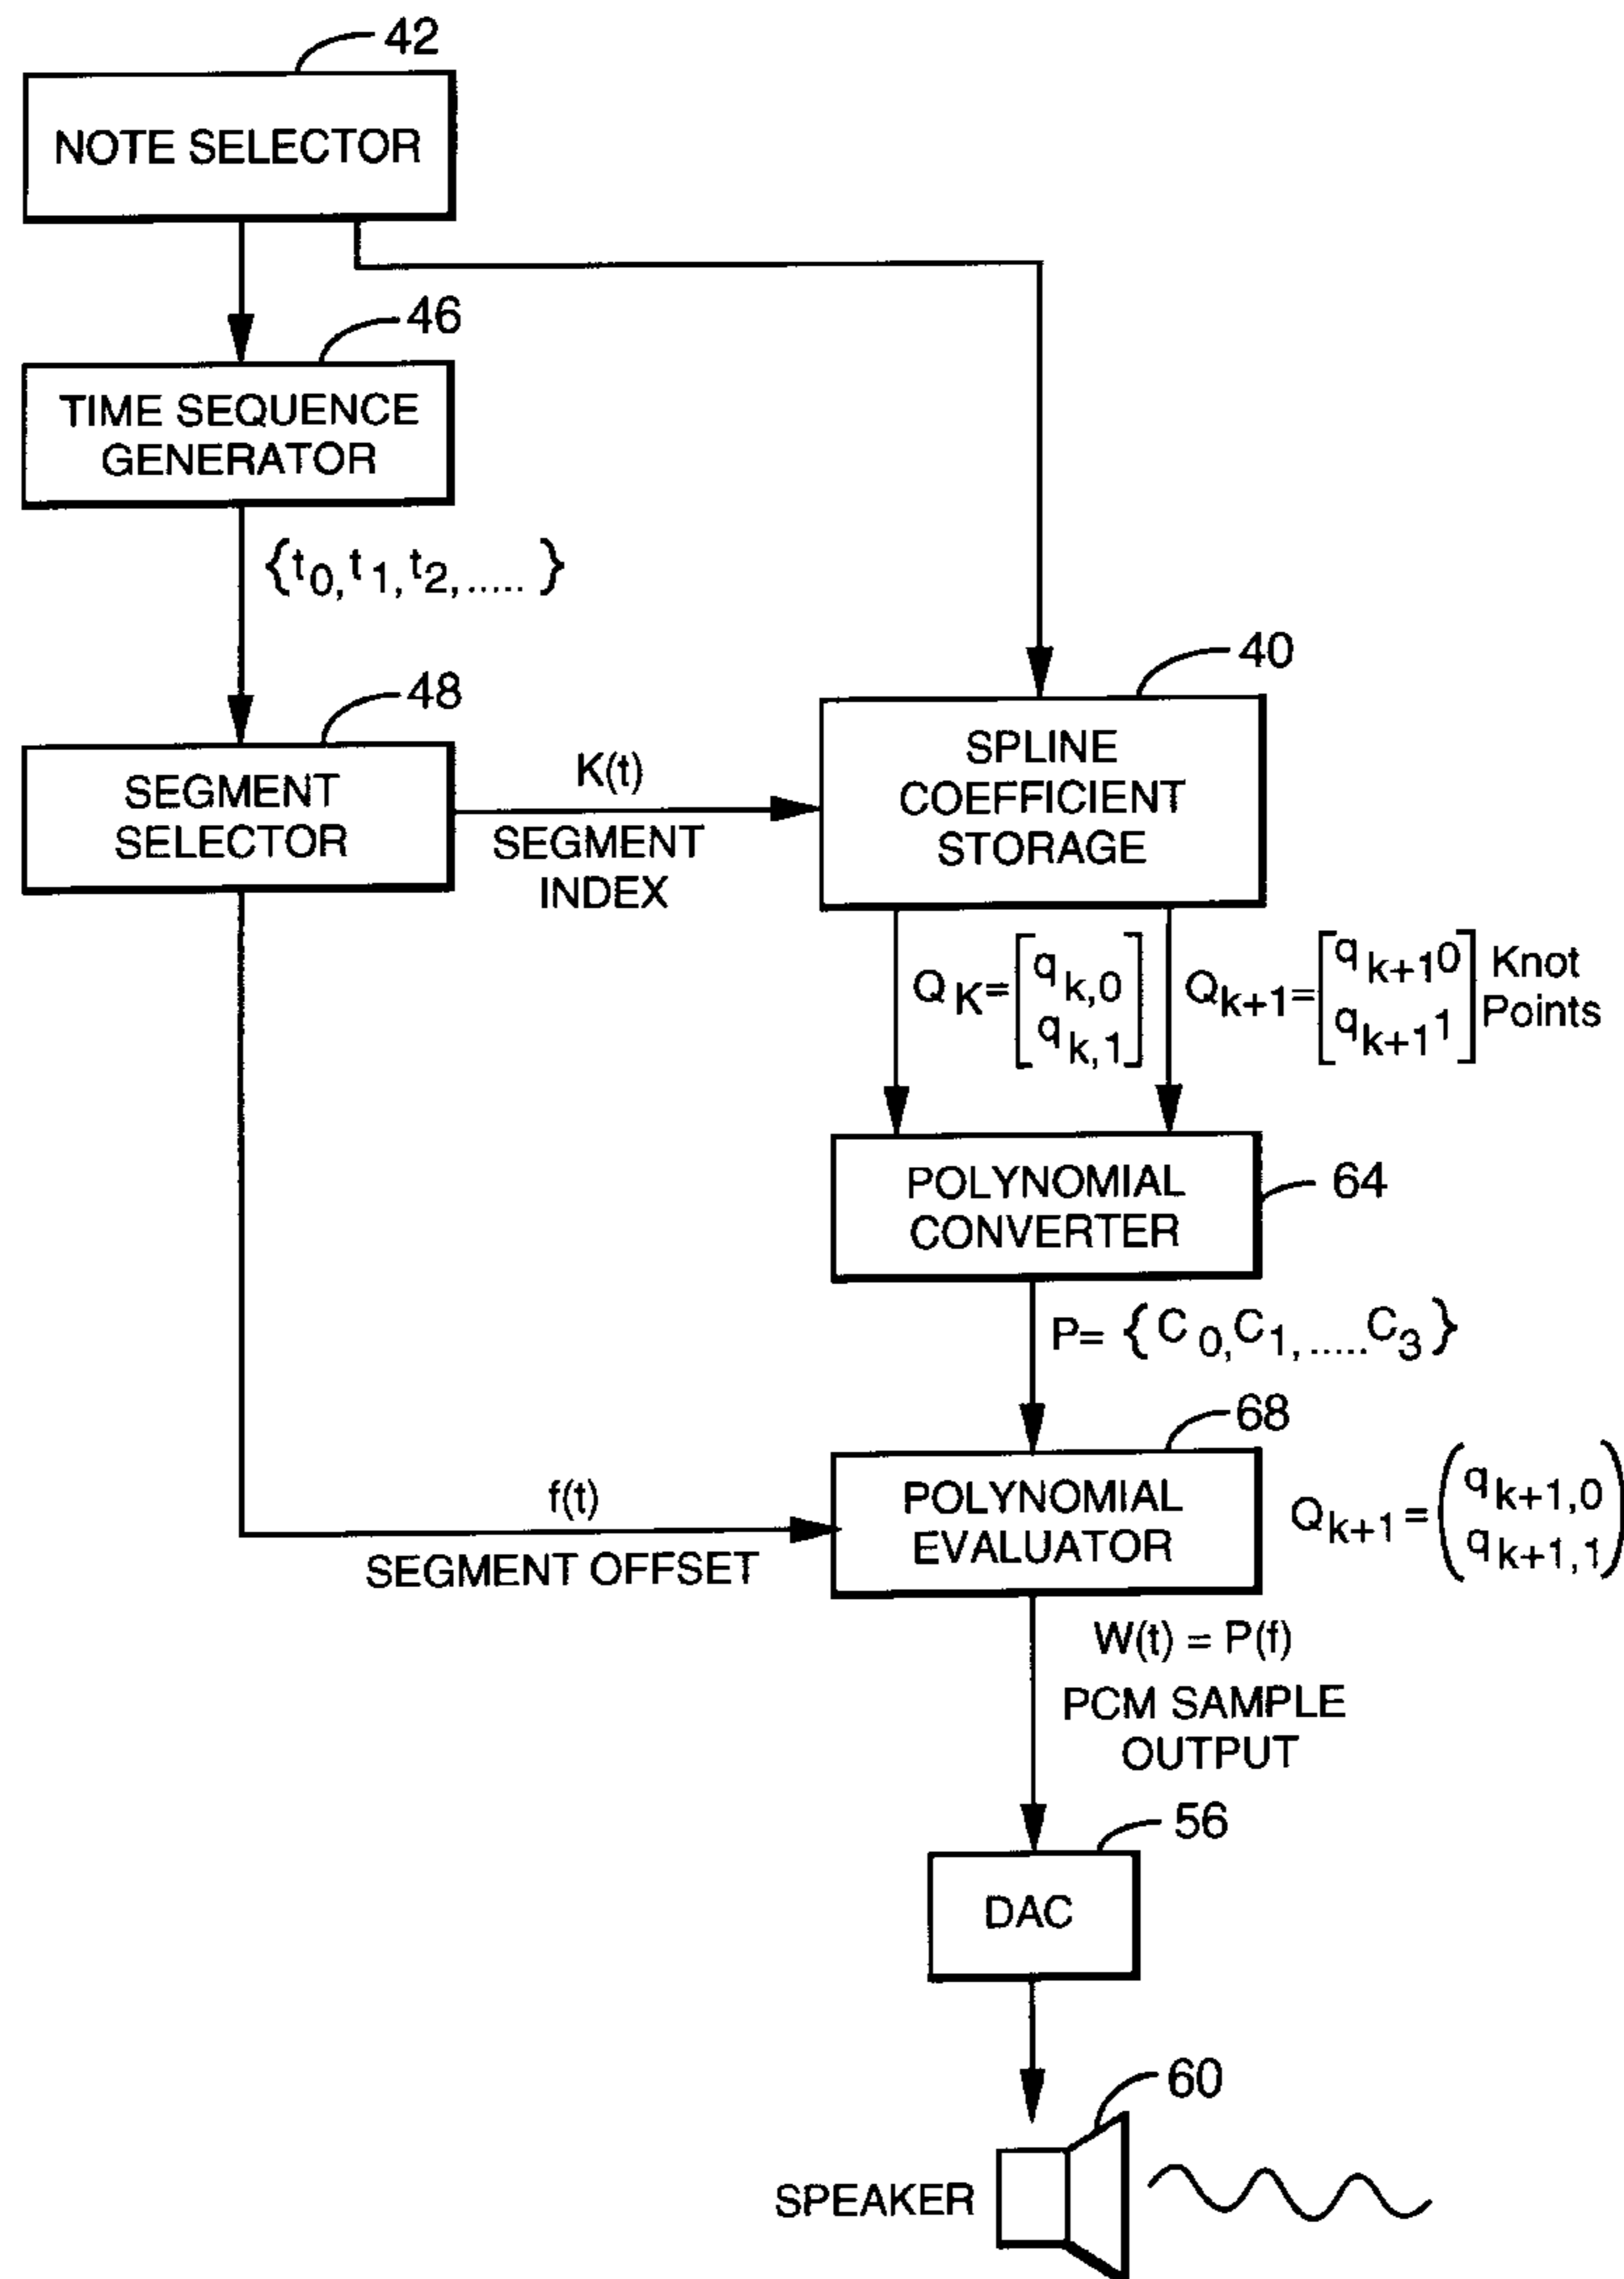 42
NOTE SELECTOR
46
TIME SEQUENCE
GENERATOR
{t0, t1, t2, ..... }
48
SEGMENT
SELECTOR
K(t)
SEGMENT
INDEX
40
SPLINE
COEFFICIENT
STORAGE
QK= [qk,0
qk,1]
Qk+1= [qk+10
qk+11]
Knot
Points
POLYNOMIAL
CONVERTER
64
P= {C0,C1,.....C3}
68
f(t)
SEGMENT OFFSET
POLYNOMIAL
EVALUATOR
Qk+1 = (qk+1,0
qk+1,1)
W(t) = P(f)
PCM SAMPLE
OUTPUT
56
DAC
60
SPEAKER